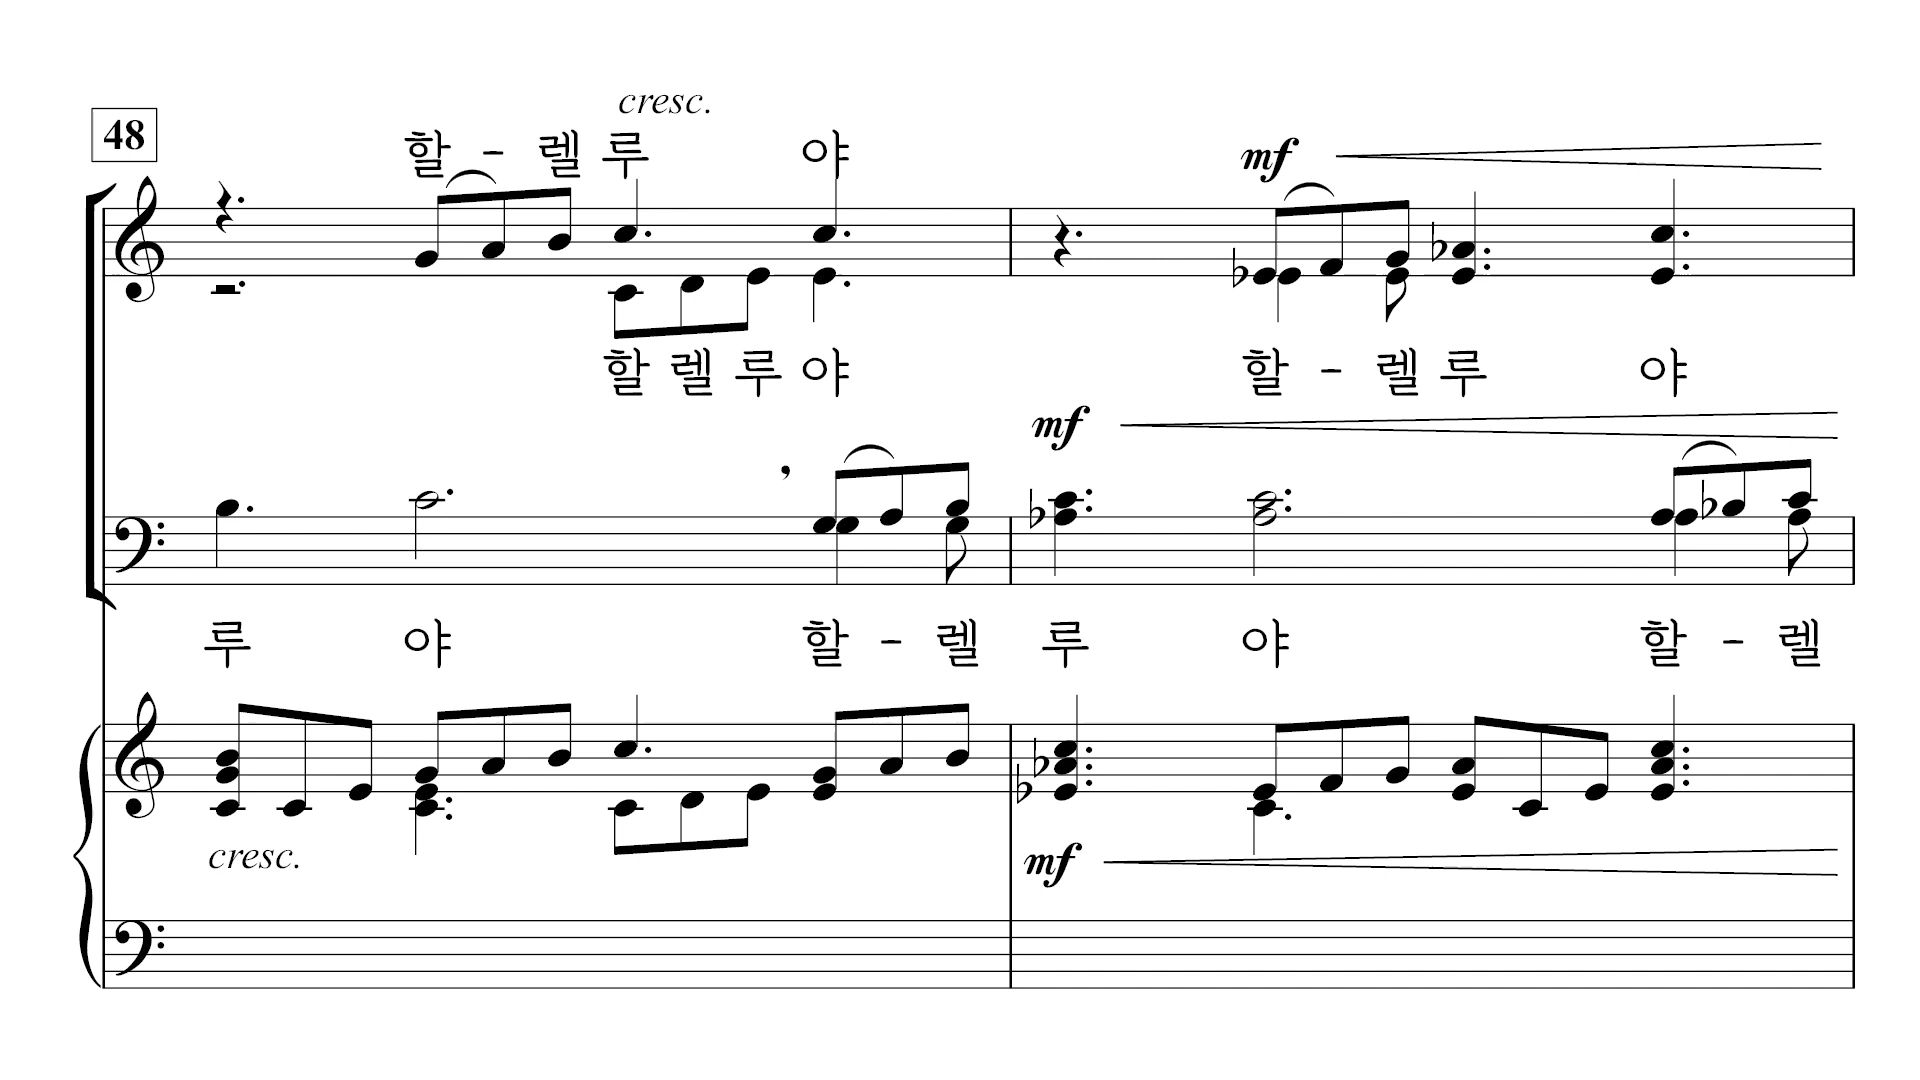 cresc.
48
할 - 렐 루 야
mf
할 렐 루 야 할 - 렐 루 야
mf
루 야 할 - 렐 루 야 할 - 렐
cresc.
mf